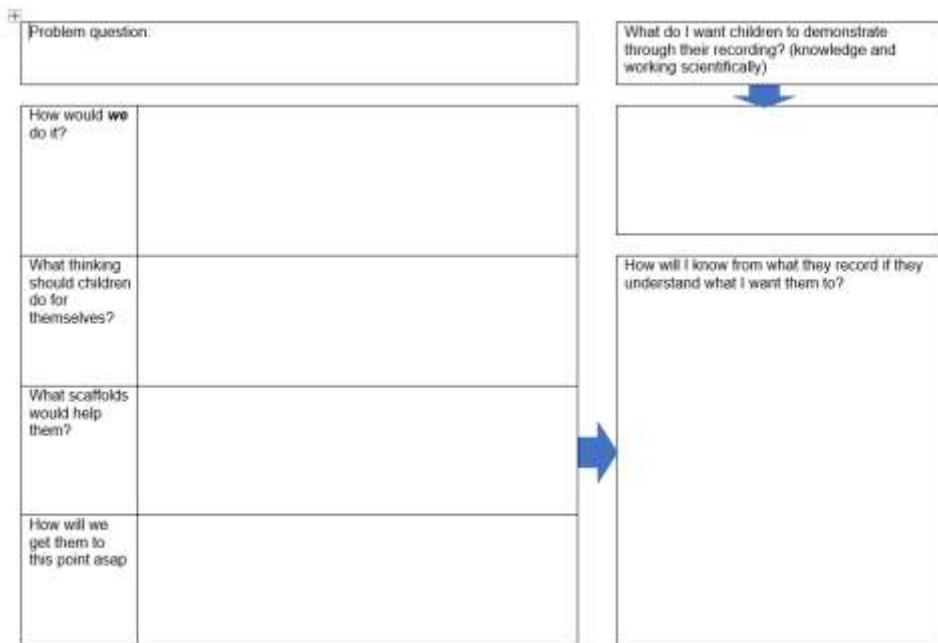 Problem question:
How would we
do it?
What thinking
should children
do for
themselves?
What scaffolds
would help
them?
How will we
get them to
this point asap
What do I want children to demonstrate
through their recording? (knowledge and
working scientifically)
How will I know from what they record if they
understand what I want them to?